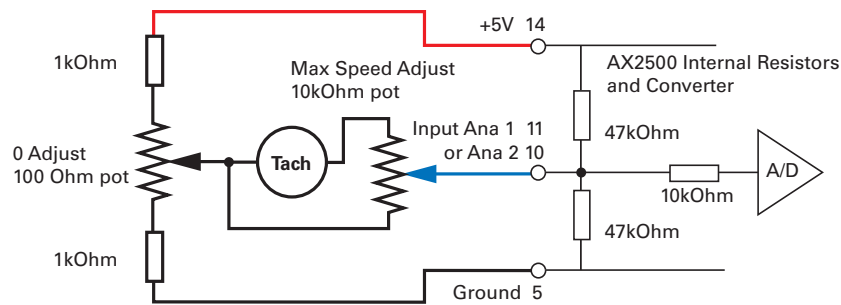 +5V 14
1kOhm
AX2500 Internal Resistors
and Converter
Max Speed Adjust
10kOhm pot
Input Ana 1 11
or Ana 2 10
47kOhm
0 Adjust
100 Ohm pot
Tach
A/D
10kOhm
47kOhm
1kOhm
Ground 5